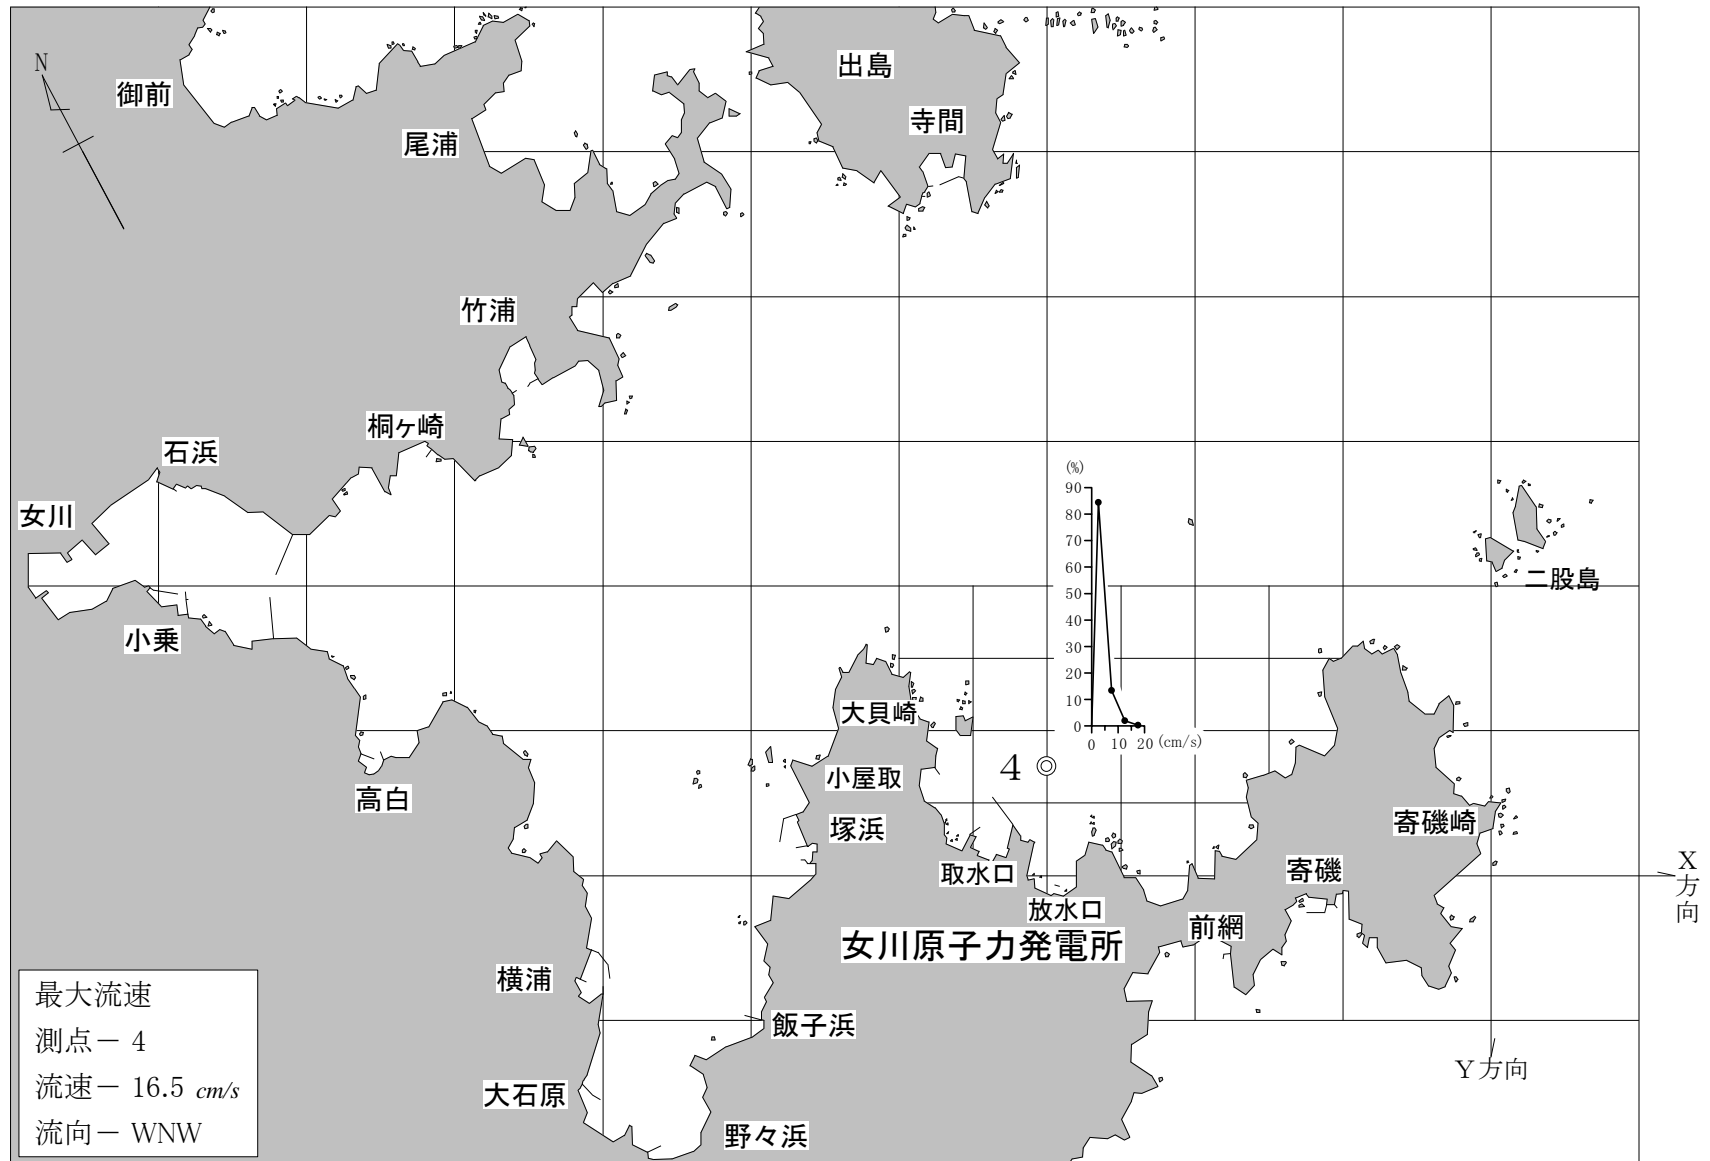 N
御前
出島
寺間
尾浦
竹浦
桐ヶ崎
石浜
女川
小乗
高白
二股島
(%)
90
80
70
60
50
40
30
20
10
0
0 10 20 (cm/s)
大貝崎
小屋取
4
塚浜
寄磯崎
取水口
寄磯
X方向
放水口
前網
女川原子力発電所
横浦
飯子浜
Y方向
大石原
野々浜
最大流速
測点－ 4
流速－ 16.5 cm/s
流向－ WNW